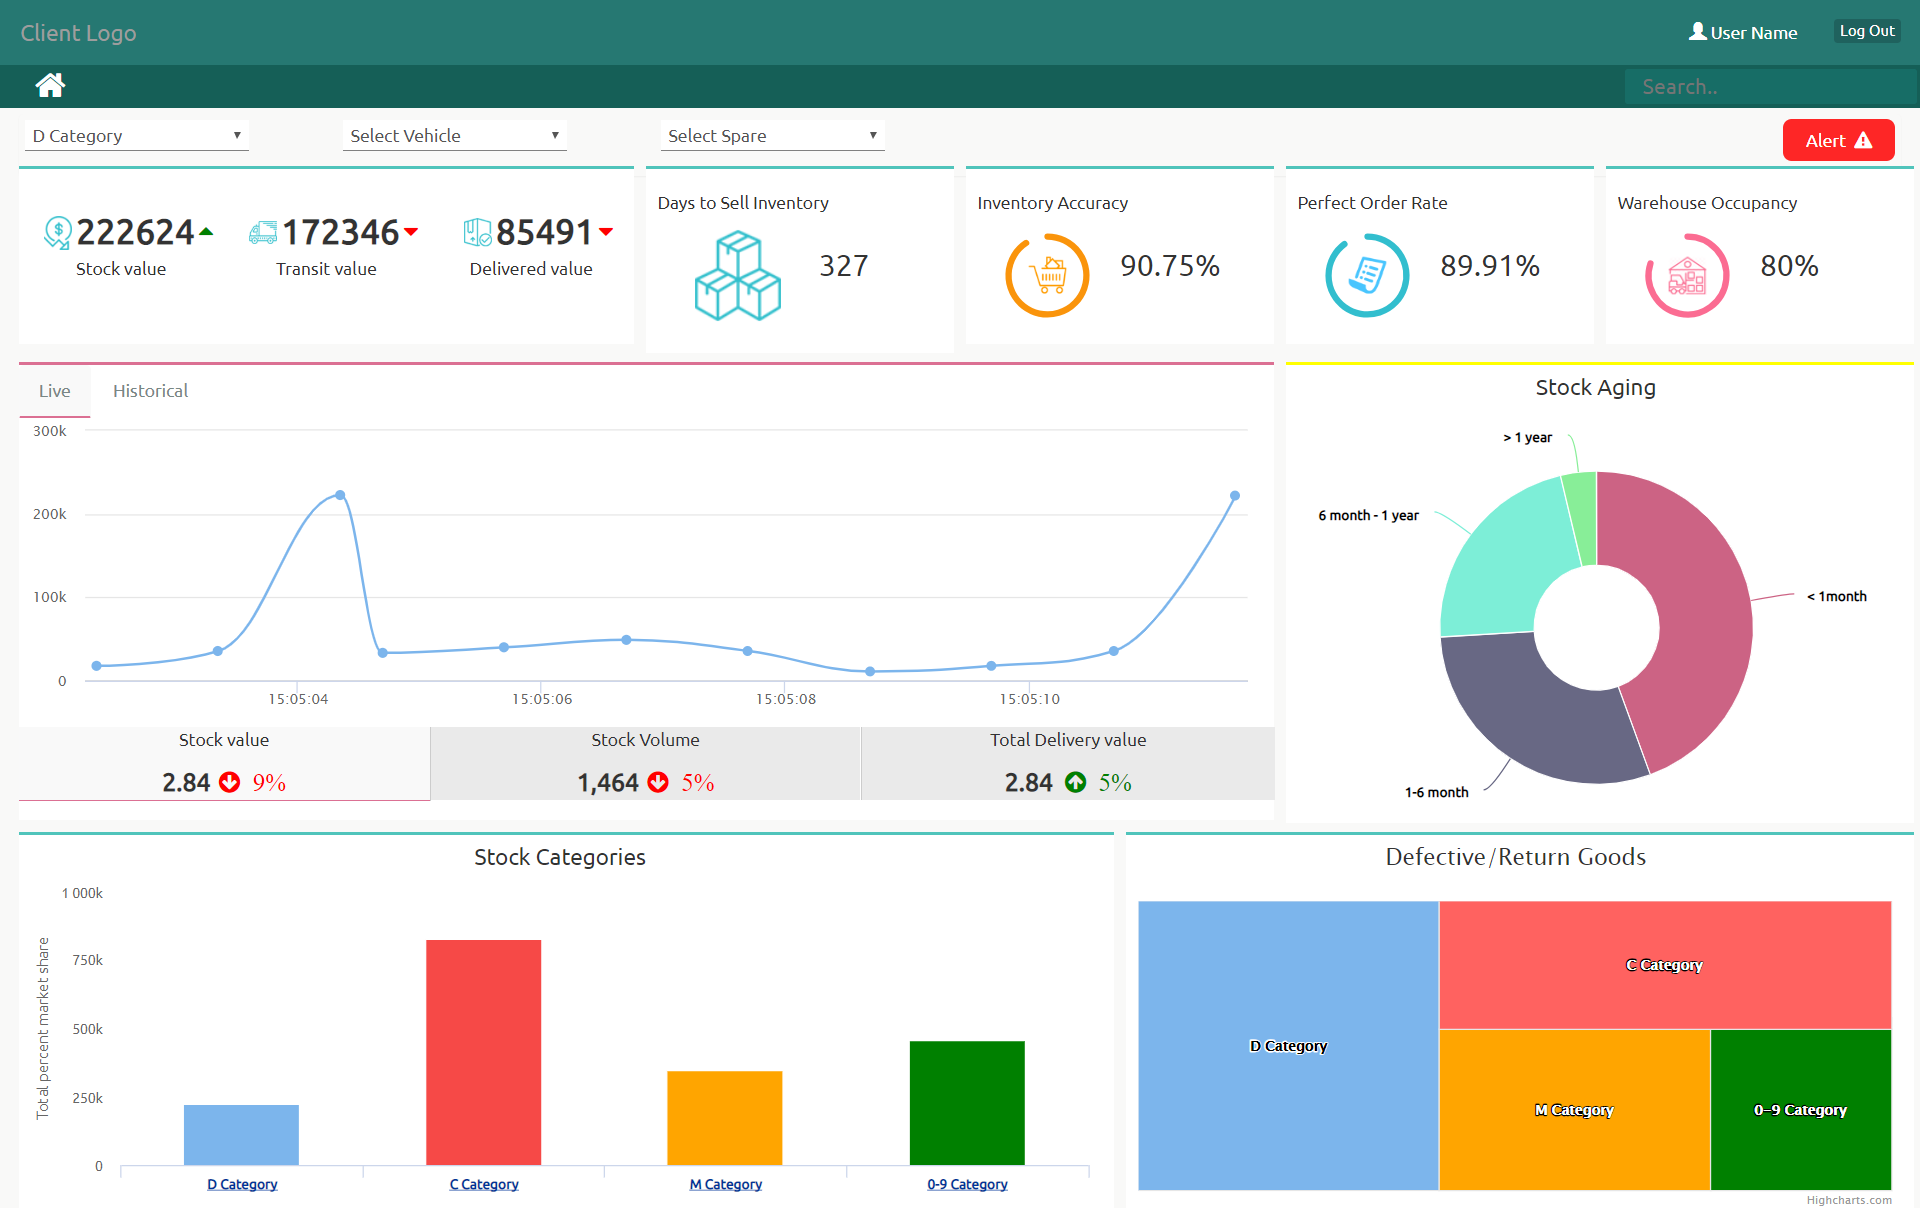 Client Logo
User Name
Log Out
Search..
D Category
Select Vehicle
Select Spare
Alert
222624
Stock value
172346
Transit value
85491
Delivered value
Days to Sell Inventory
327
Inventory Accuracy
90.75%
Perfect Order Rate
89.91%
Warehouse Occupancy
80%
Live
Historical
300k
200k
100k
0
15:05:04
15:05:06
15:05:08
15:05:10
Stock value
2.84 9%
Stock Volume
1,464 5%
Total Delivery value
2.84 5%
Stock Aging
> 1 year
6 month - 1 year
< 1month
1-6 month
Stock Categories
Total percent market share
1 000k
750k
500k
250k
0
D Category
C Category
M Category
0-9 Category
Defective/Return Goods
D Category
C Category
M Category
0-9 Category
Highcharts.com